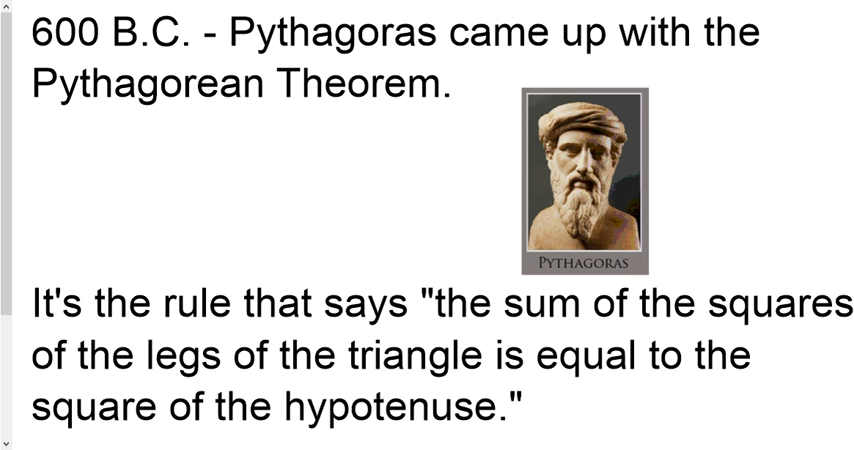 600 B.C. - Pythagoras came up with the
Pythagorean Theorem.
PYTHAGORAS
It's the rule that says "the sum of the squares
of the legs of the triangle is equal to the
square of the hypotenuse."